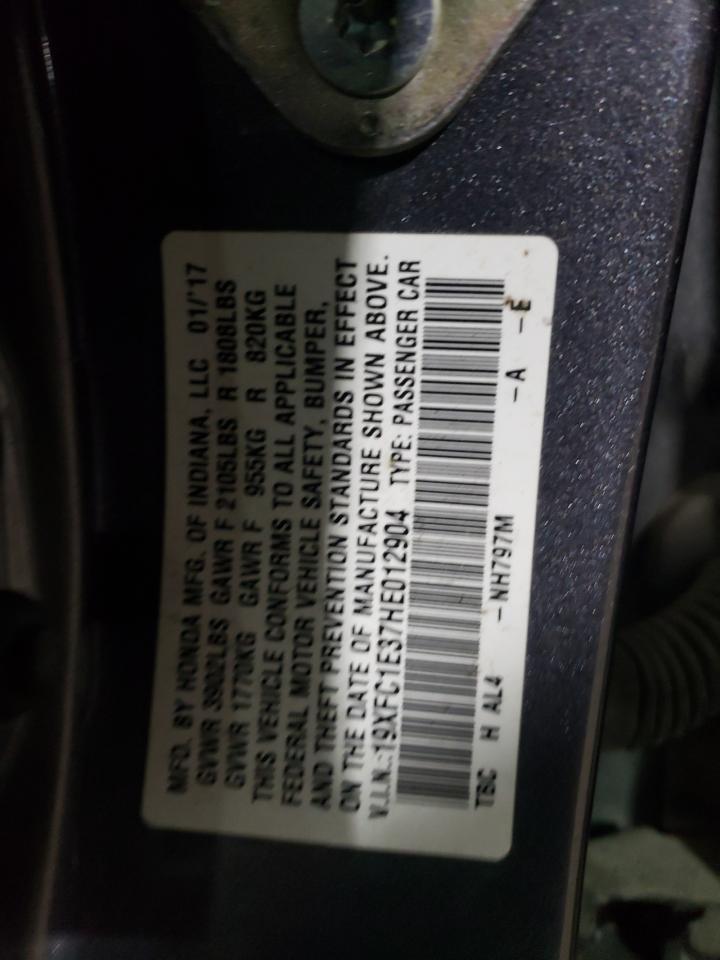 MFD. BY HONDA MFG. OF INDIANA, LLC 01/'17
GVWR 3902LBS GAWR F 2105LBS R 1808LBS
GVWR 1770KG GAWR F 955KG R 820KG
THIS VEHICLE CONFORMS TO ALL APPLICABLE
FEDERAL MOTOR VEHICLE SAFETY, BUMPER,
AND THEFT PREVENTION STANDARDS IN EFFECT
ON THE DATE OF MANUFACTURE SHOWN ABOVE.
V.I.N.:19XFC1E37HE012904 TYPE: PASSENGER CAR
TBC H AL4 -NH797M -A -E